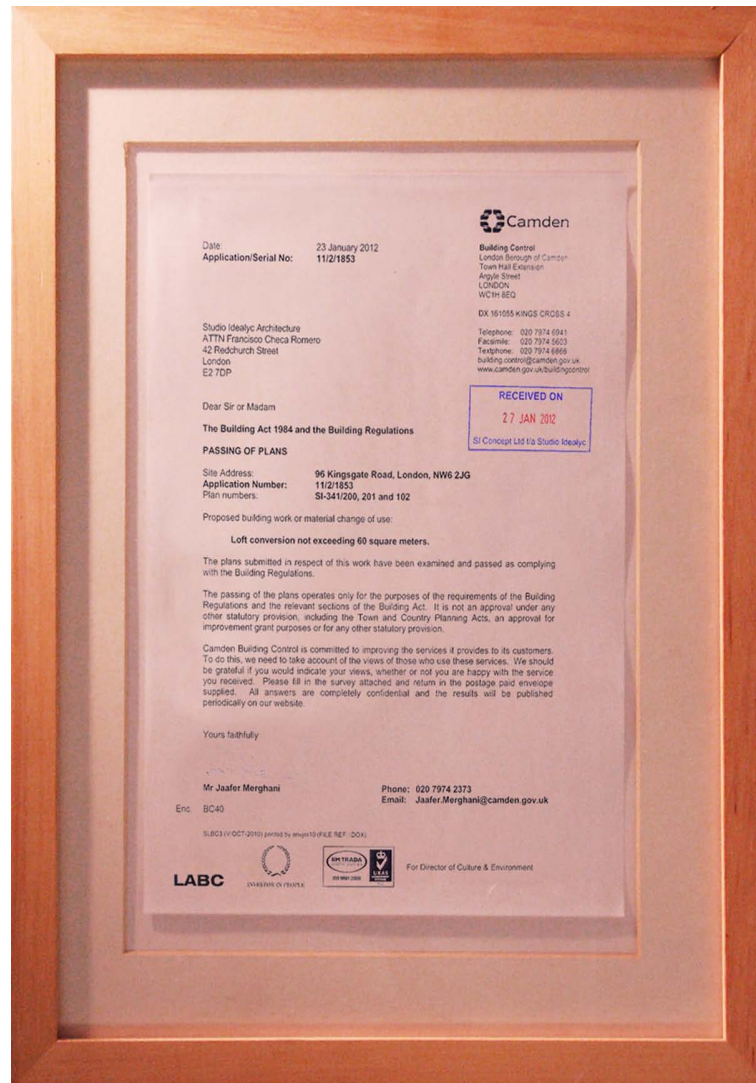 Camden
Date: 23 January 2012
Application/Serial No: 11/2/1853
Building Control
London Borough of Camden
Town Hall Extension
Argyle Street
LONDON
WC1H 8EQ
DX 161055 KINGS CROSS 4
Telephone: 020 7974 6941
Facsimile: 020 7974 5603
Textphone: 020 7974 6866
building.control@camden.gov.uk
www.camden.gov.uk/buildingcontrol
Studio Idealyc Architecture
ATTN Francisco Checa Romero
42 Redchurch Street
London
E2 7DP
RECEIVED ON
27 JAN 2012
SI Concept Ltd t/a Studio Idealyc
Dear Sir or Madam
The Building Act 1984 and the Building Regulations
PASSING OF PLANS
Site Address: 96 Kingsgate Road, London, NW6 2JG
Application Number: 11/2/1853
Plan numbers: SI-341/200, 201 and 102
Proposed building work or material change of use:
Loft conversion not exceeding 60 square meters.
The plans submitted in respect of this work have been examined and passed as complying
with the Building Regulations.
The passing of the plans operates only for the purposes of the requirements of the Building
Regulations and the relevant sections of the Building Act. It is not an approval under any
other statutory provision, including the Town and Country Planning Acts, an approval for
improvement grant purposes or for any other statutory provision.
Camden Building Control is committed to improving the services it provides to its customers.
To do this, we need to take account of the views of those who use these services. We should
be grateful if you would indicate your views, whether or not you are happy with the service
you received. Please fill in the survey attached and return in the postage paid envelope
supplied. All answers are completely confidential and the results will be published
periodically on our website.
Yours faithfully
Mr Jaafer Merghani
Phone: 020 7974 2373
Email: Jaafer.Merghani@camden.gov.uk
Enc. BC40
SLBC3 (V:OCT-2010) printed by (FILE REF: IDOX)
LABC
INVESTOR IN PEOPLE
BM TRADA
UKAS
For Director of Culture & Environment